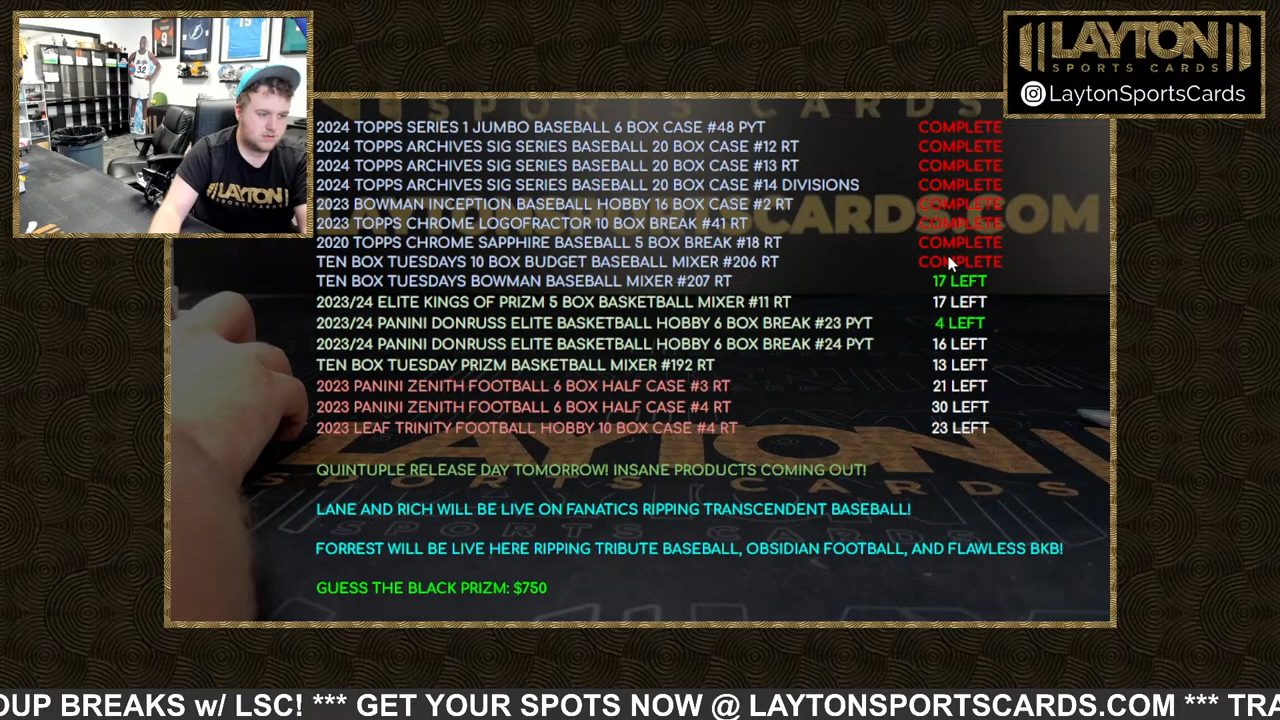 LAYTON
SPORTS CARDS
LaytonSportsCards
2024 TOPPS SERIES 1 JUMBO BASEBALL 6 BOX CASE #48 PYT COMPLETE
2024 TOPPS ARCHIVES SIG SERIES BASEBALL 20 BOX CASE #12 RT COMPLETE
2024 TOPPS ARCHIVES SIG SERIES BASEBALL 20 BOX CASE #13 RT COMPLETE
2024 TOPPS ARCHIVES SIG SERIES BASEBALL 20 BOX CASE #14 DIVISIONS COMPLETE
2023 BOWMAN INCEPTION BASEBALL HOBBY 16 BOX CASE #2 RT COMPLETE
2023 TOPPS CHROME LOGOFRACTOR 10 BOX BREAK #41 RT COMPLETE
2020 TOPPS CHROME SAPPHIRE BASEBALL 5 BOX BREAK #18 RT COMPLETE
TEN BOX TUESDAYS 10 BOX BUDGET BASEBALL MIXER #206 RT COMPLETE
TEN BOX TUESDAYS BOWMAN BASEBALL MIXER #207 RT 17 LEFT
2023/24 ELITE KINGS OF PRIZM 5 BOX BASKETBALL MIXER #11 RT 17 LEFT
2023/24 PANINI DONRUSS ELITE BASKETBALL HOBBY 6 BOX BREAK #23 PYT 4 LEFT
2023/24 PANINI DONRUSS ELITE BASKETBALL HOBBY 6 BOX BREAK #24 PYT 16 LEFT
TEN BOX TUESDAY PRIZM BASKETBALL MIXER #192 RT 13 LEFT
2023 PANINI ZENITH FOOTBALL 6 BOX HALF CASE #3 RT 21 LEFT
2023 PANINI ZENITH FOOTBALL 6 BOX HALF CASE #4 RT 30 LEFT
2023 LEAF TRINITY FOOTBALL HOBBY 10 BOX CASE #4 RT 23 LEFT
QUINTUPLE RELEASE DAY TOMORROW! INSANE PRODUCTS COMING OUT!
LANE AND RICH WILL BE LIVE ON FANATICS RIPPING TRANSCENDENT BASEBALL!
FORREST WILL BE LIVE HERE RIPPING TRIBUTE BASEBALL, OBSIDIAN FOOTBALL, AND FLAWLESS BKB!
GUESS THE BLACK PRIZM: $750
OUP BREAKS w/ LSC! *** GET YOUR SPOTS NOW @ LAYTONSPORTSCARDS.COM *** TRA